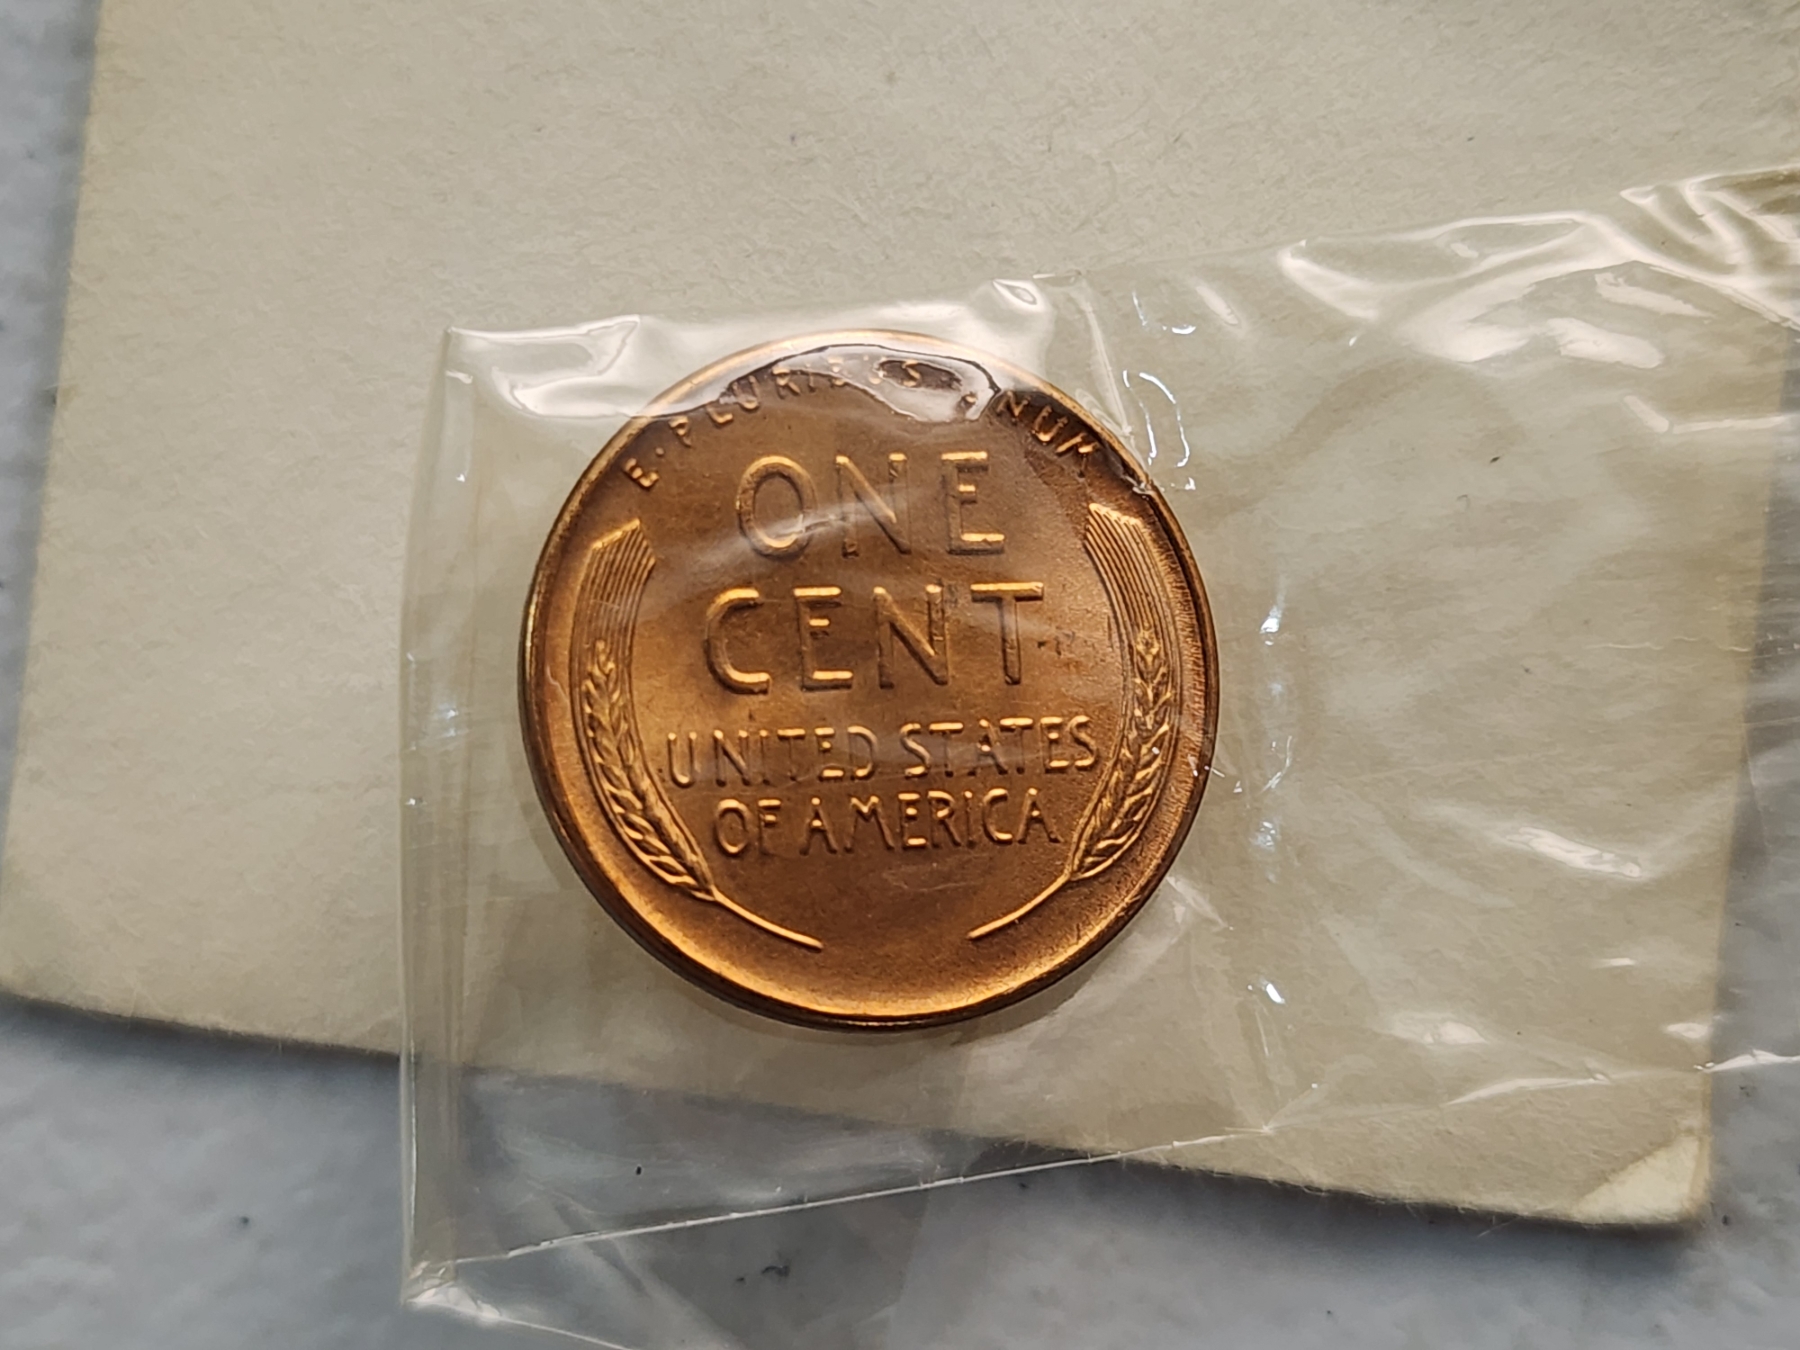 E · PLURIBUS UNUM
ONE
CENT
UNITED STATES
OF AMERICA